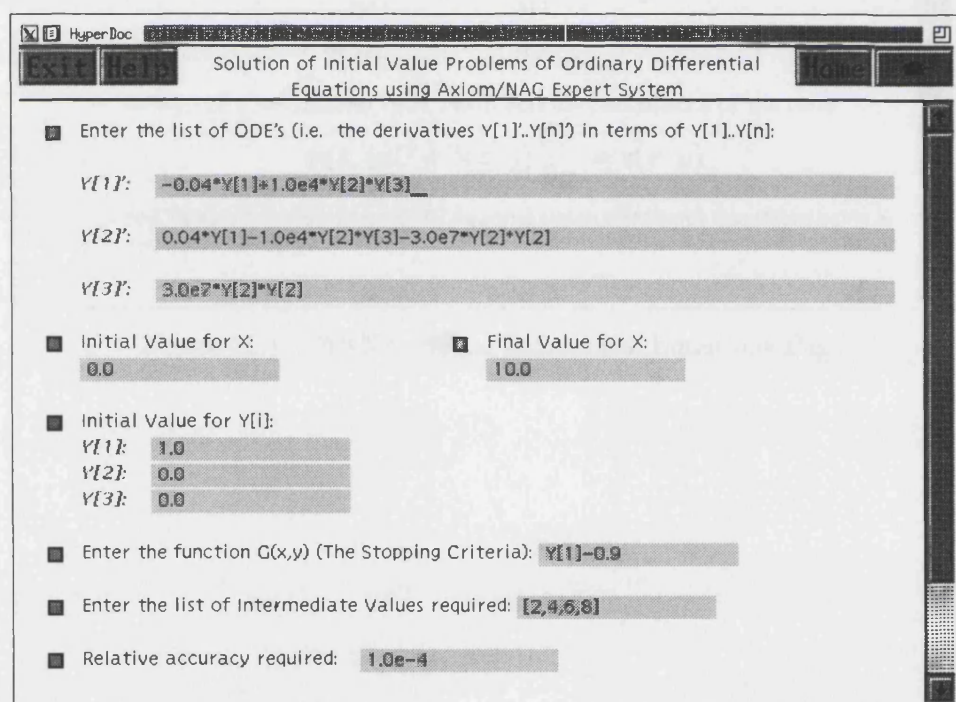 HyperDoc
Exit Help Solution of Initial Value Problems of Ordinary Differential Home
Equations using Axiom/NAG Expert System
Enter the list of ODE's (i.e. the derivatives Y[1]'..Y[n]') in terms of Y[1]..Y[n]:
Y[1]': -0.04*Y[1]+1.0e4*Y[2]*Y[3]_
Y[2]': 0.04*Y[1]-1.0e4*Y[2]*Y[3]-3.0e7*Y[2]*Y[2]
Y[3]': 3.0e7*Y[2]*Y[2]
Initial Value for X: Final Value for X:
0.0 10.0
Initial Value for Y[i]:
Y[1]: 1.0
Y[2]: 0.0
Y[3]: 0.0
Enter the function G(x,y) (The Stopping Criteria): Y[1]-0.9
Enter the list of Intermediate Values required: [2,4,6,8]
Relative accuracy required: 1.0e-4